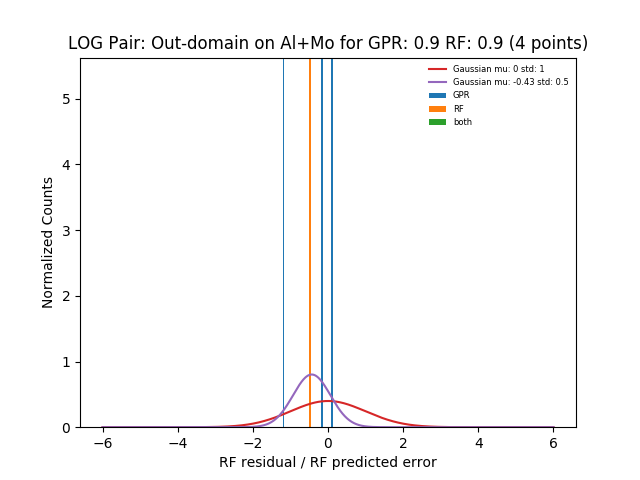 LOG Pair: Out-domain on Al+Mo for GPR: 0.9 RF: 0.9 (4 points)
Gaussian mu: 0 std: 1
Gaussian mu: -0.43 std: 0.5
GPR
RF
both
Normalized Counts
5
4
3
2
1
0
−6
−4
−2
0
2
4
6
RF residual / RF predicted error